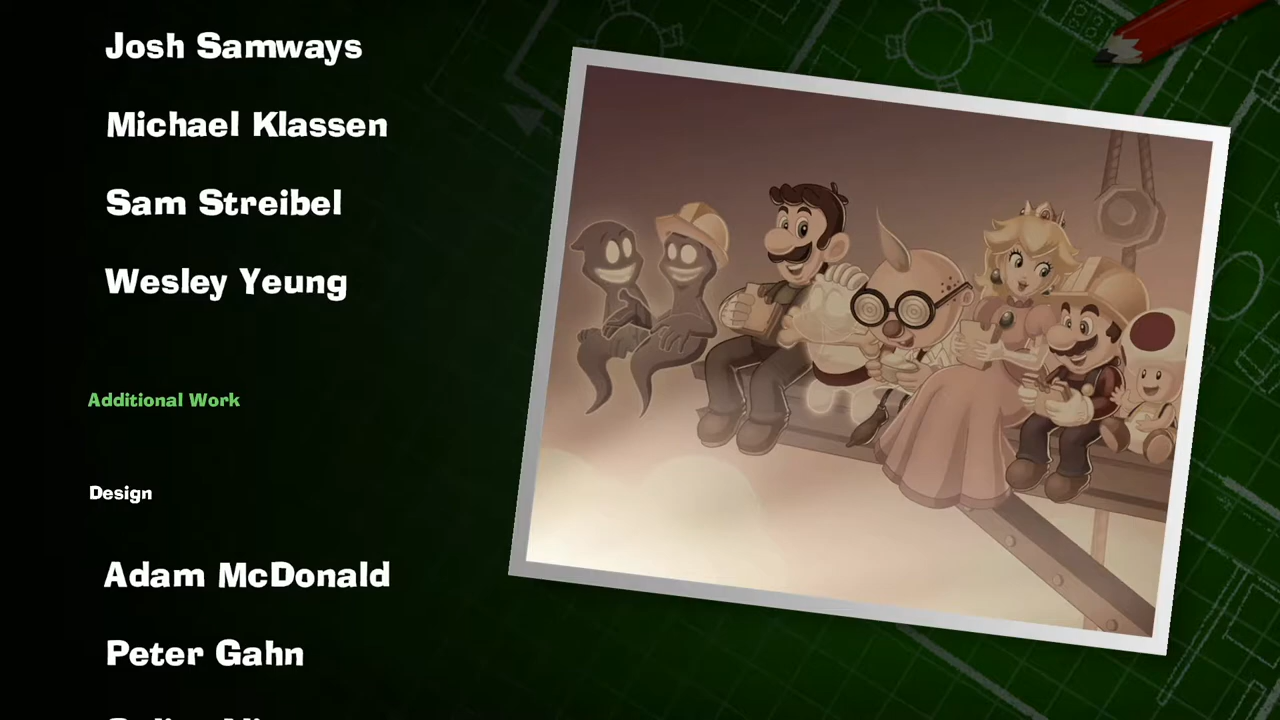 Josh Samways
Michael Klassen
Sam Streibel
Wesley Yeung
Additional Work
Design
Adam McDonald
Peter Gahn